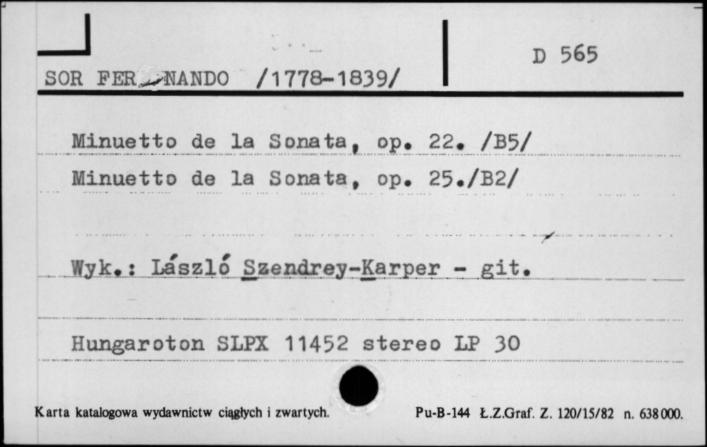 D 565
SOR FERNANDO /1778-1839/
Minuetto de la Sonata, op. 22. /B5/
Minuetto de la Sonata, op. 25./B2/
Wyk.: László Szendrey-Karper - git.
Hungaroton SLPX 11452 stereo LP 30
Karta katalogowa wydawnictw ciągłych i zwartych. Pu-B-144 Ł.Z.Graf. Z. 120/15/82 n. 638000.